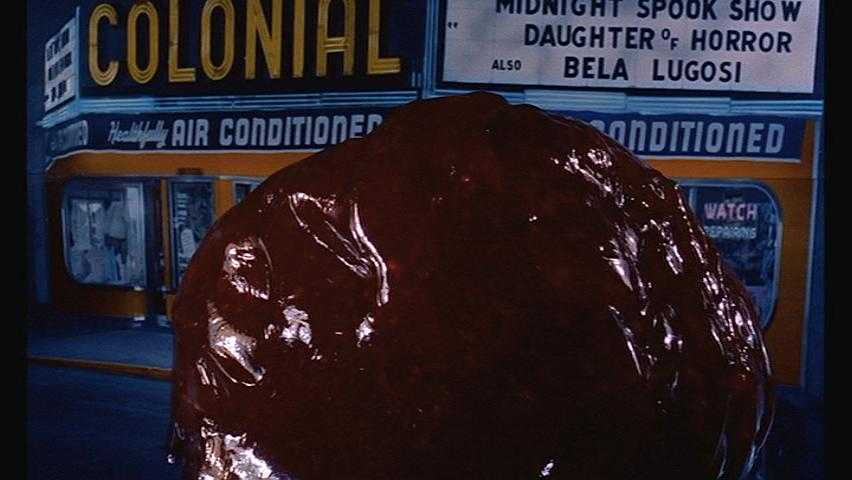 COLONIAL
MIDNIGHT SPOOK SHOW
"
DAUGHTER OF HORROR
ALSO BELA LUGOSI
Healthfully AIR CONDITIONED
CONDITIONED
WATCH
REPAIRING